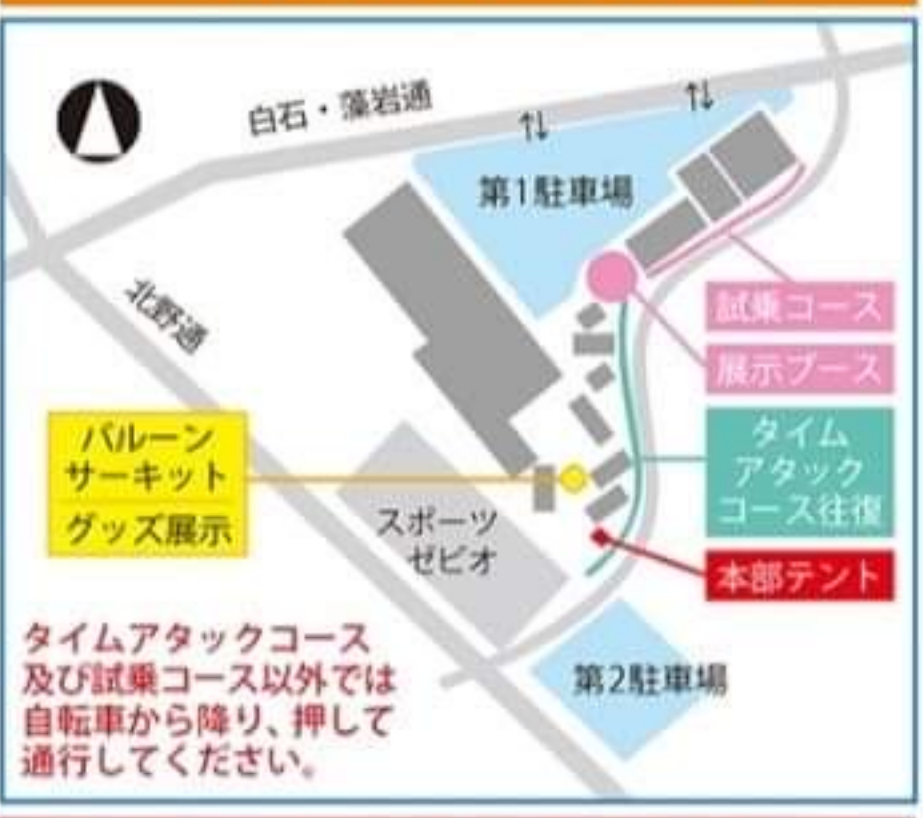 白石・藻岩通
第1駐車場
北野通
試乗コース
展示ブース
バルーン
サーキット
グッズ展示
タイム
アタック
コース往復
スポーツ
ゼビオ
本部テント
第2駐車場
タイムアタックコース
及び試乗コース以外では
自転車から降り、押して
通行してください。